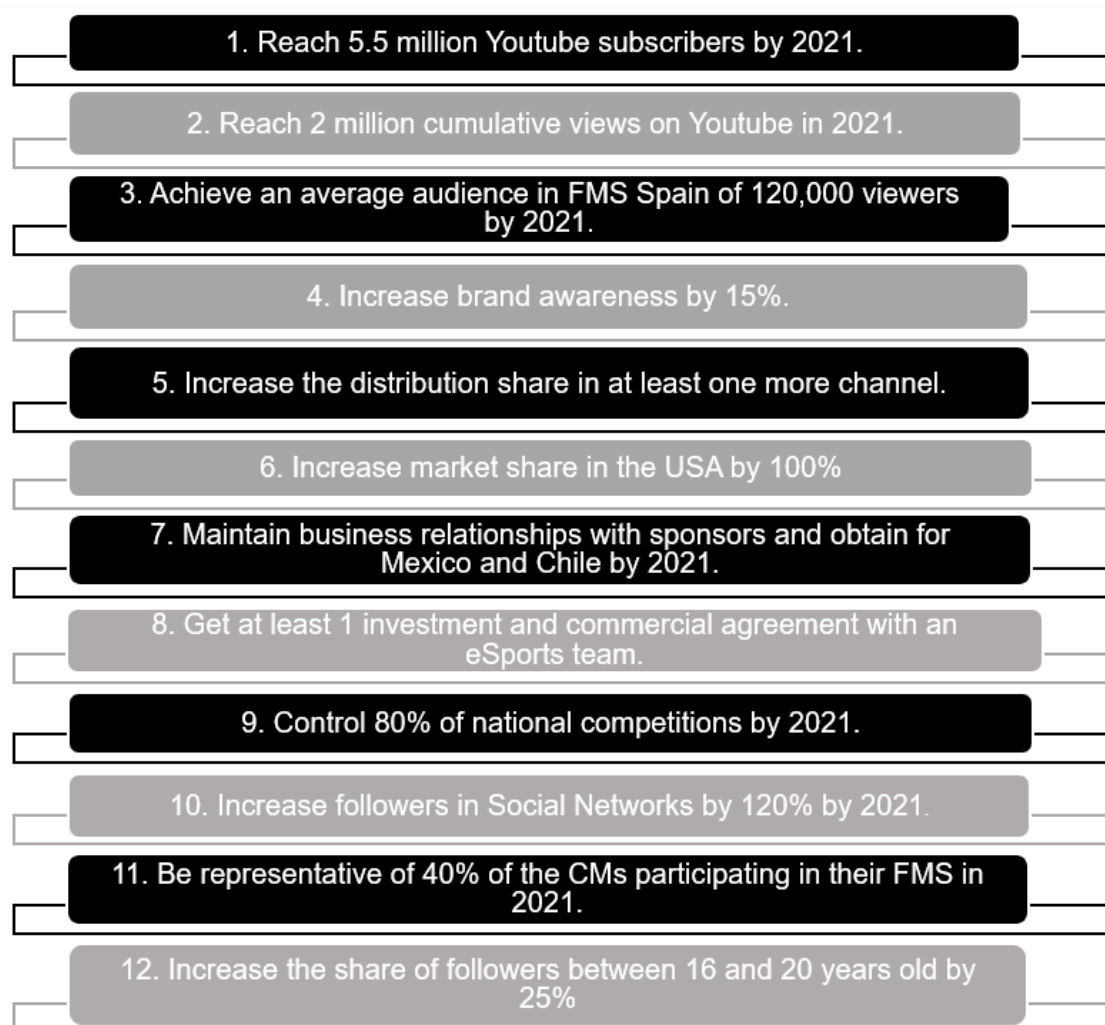 1. Reach 5.5 million Youtube subscribers by 2021.
2. Reach 2 million cumulative views on Youtube in 2021.
3. Achieve an average audience in FMS Spain of 120,000 viewers
by 2021.
4. Increase brand awareness by 15%.
5. Increase the distribution share in at least one more channel.
6. Increase market share in the USA by 100%
7. Maintain business relationships with sponsors and obtain for
Mexico and Chile by 2021.
8. Get at least 1 investment and commercial agreement with an
eSports team.
9. Control 80% of national competitions by 2021.
10. Increase followers in Social Networks by 120% by 2021.
11. Be representative of 40% of the CMs participating in their FMS in
2021.
12. Increase the share of followers between 16 and 20 years old by
25%